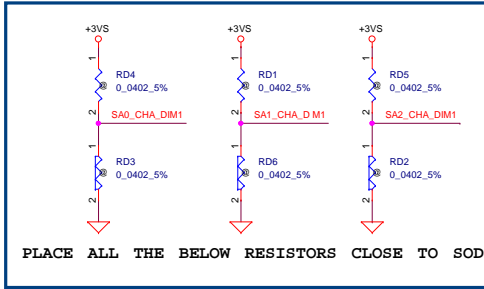 +3VS +3VS +3VS
1 1 1
RD4 RD1 RD5
@ 0_0402_5% @ 0_0402_5% @ 0_0402_5%
2 2 2
SA0_CHA_DIM1 SA1_CHA_D M1 SA2_CHA_DIM1
1 1 1
RD3 RD6 RD2
@ 0_0402_5% @ 0_0402_5% @ 0_0402_5%
2 2 2
PLACE ALL THE BELOW RESISTORS CLOSE TO SOD